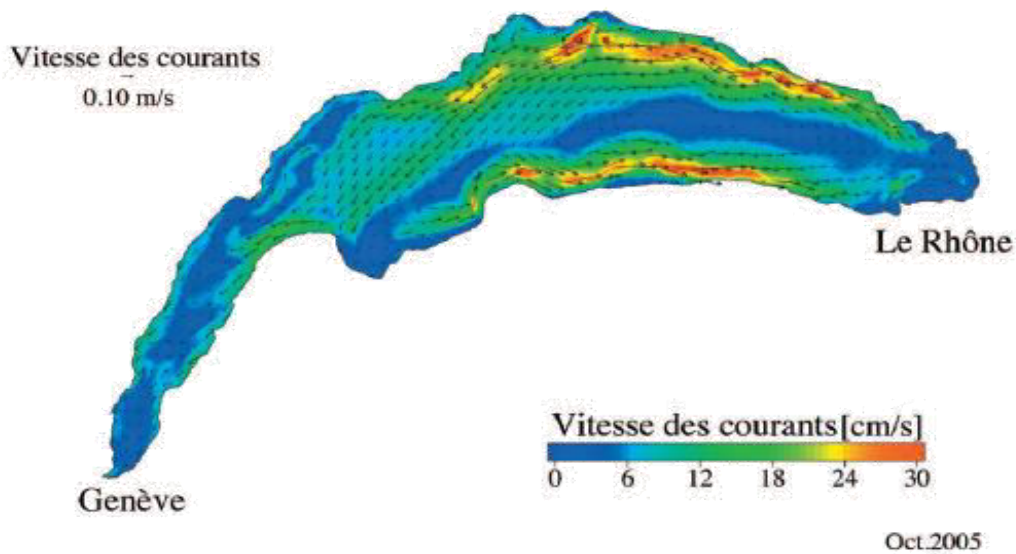 Vitesse des courants
0.10 m/s
Le Rhône
Vitesse des courants[cm/s]
0 6 12 18 24 30
Genève
Oct.2005